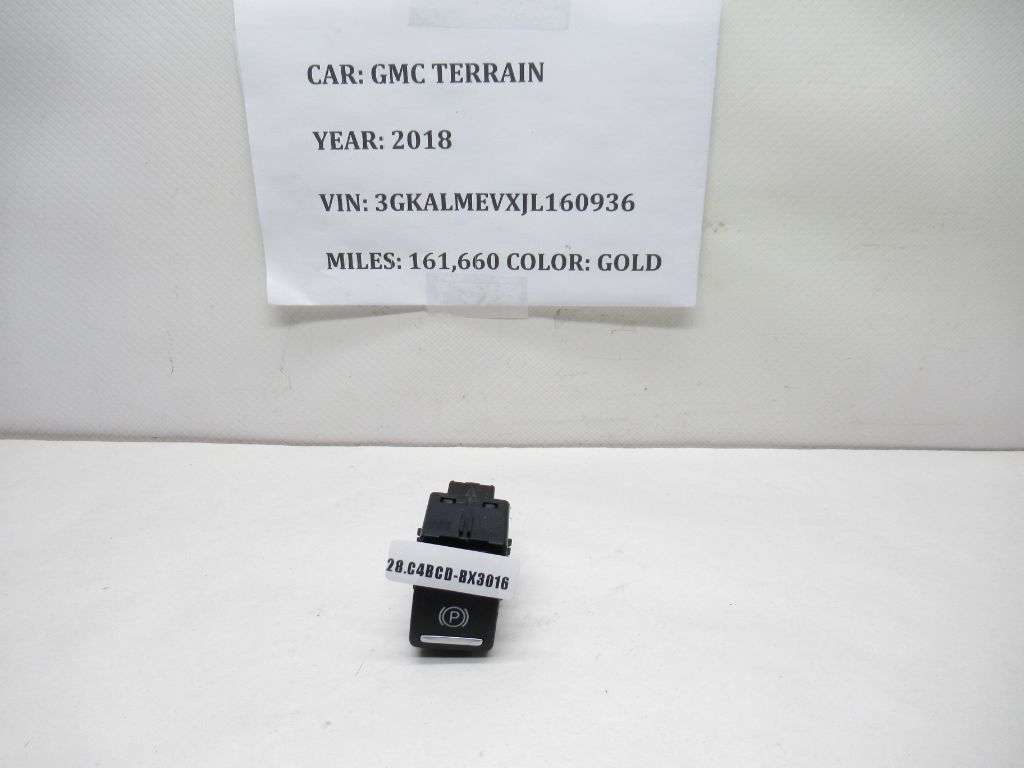 CAR: GMC TERRAIN
YEAR: 2018
VIN: 3GKALMEVXJL160936
MILES: 161,660 COLOR: GOLD
28.C4BCD-BX3016
P